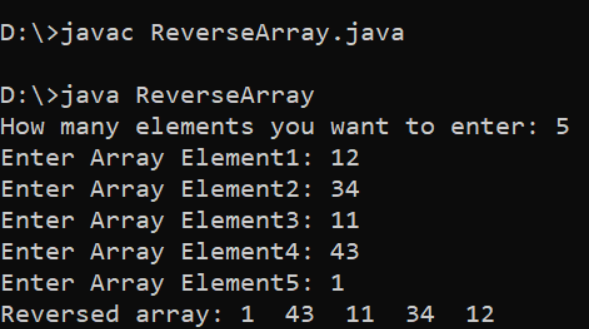 D:\>javac ReverseArray.java
D:\>java ReverseArray
How many elements you want to enter: 5
Enter Array Element1: 12
Enter Array Element2: 34
Enter Array Element3: 11
Enter Array Element4: 43
Enter Array Element5: 1
Reversed array: 1  43  11  34  12